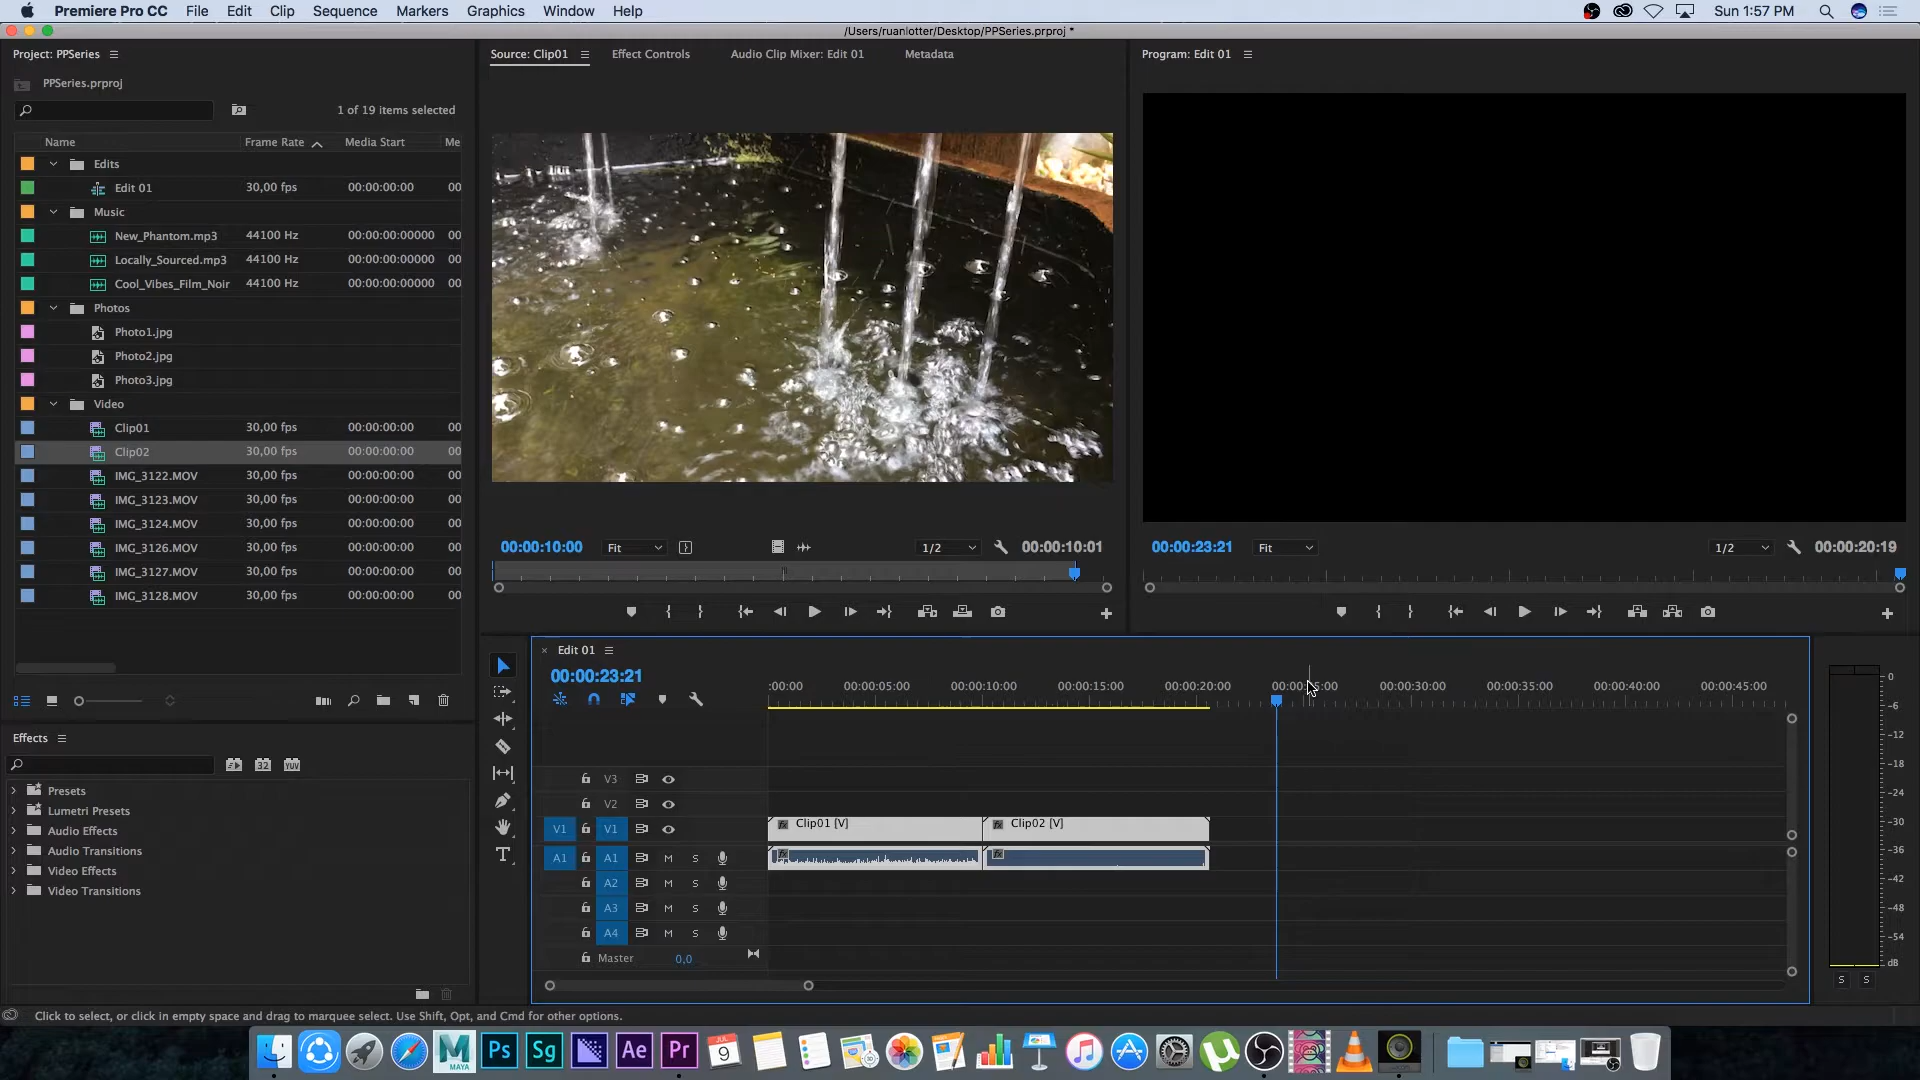 Premiere Pro CC File Edit Clip Sequence Markers Graphics Window Help Sun 1:57 PM
/Users/ruanlotter/Desktop/PPSeries.prproj *
Project: PPSeries Source: Clip01 Effect Controls Audio Clip Mixer: Edit 01 Metadata Program: Edit 01
PPSeries.prproj
1 of 19 items selected
Name Frame Rate Media Start Me
Edits
Edit 01 30,00 fps 00:00:00:00 00
Music
New_Phantom.mp3 44100 Hz 00:00:00:00000 00
Locally_Sourced.mp3 44100 Hz 00:00:00:00000 00
Cool_Vibes_Film_Noir 44100 Hz 00:00:00:00000 00
Photos
Photo1.jpg
Photo2.jpg
Photo3.jpg
Video
Clip01 30,00 fps 00:00:00:00 00
Clip02 30,00 fps 00:00:00:00 00
IMG_3122.MOV 30,00 fps 00:00:00:00 00
IMG_3123.MOV 30,00 fps 00:00:00:00 00
IMG_3124.MOV 30,00 fps 00:00:00:00 00
IMG_3126.MOV 30,00 fps 00:00:00:00 00
IMG_3127.MOV 30,00 fps 00:00:00:00 00
IMG_3128.MOV 30,00 fps 00:00:00:00 00
00:00:10:00 Fit 1/2 00:00:10:01 00:00:23:21 Fit 1/2 00:00:20:19
Edit 01
00:00:23:21
:00:00 00:00:05:00 00:00:10:00 00:00:15:00 00:00:20:00 00:00:25:00 00:00:30:00 00:00:35:00 00:00:40:00 00:00:45:00
V3
V2
V1 V1 Clip01 [V] Clip02 [V]
A1 A1 M S
A2 M S
A3 M S
A4 M S
Master 0,0
0
-6
-12
-18
-24
-30
-36
-42
-48
-54
dB
S S
Effects
32 YUV
Presets
Lumetri Presets
Audio Effects
Audio Transitions
Video Effects
Video Transitions
Click to select, or click in empty space and drag to marquee select. Use Shift, Opt, and Cmd for other options.
MAYA Ps Sg Ae Pr JUL 9